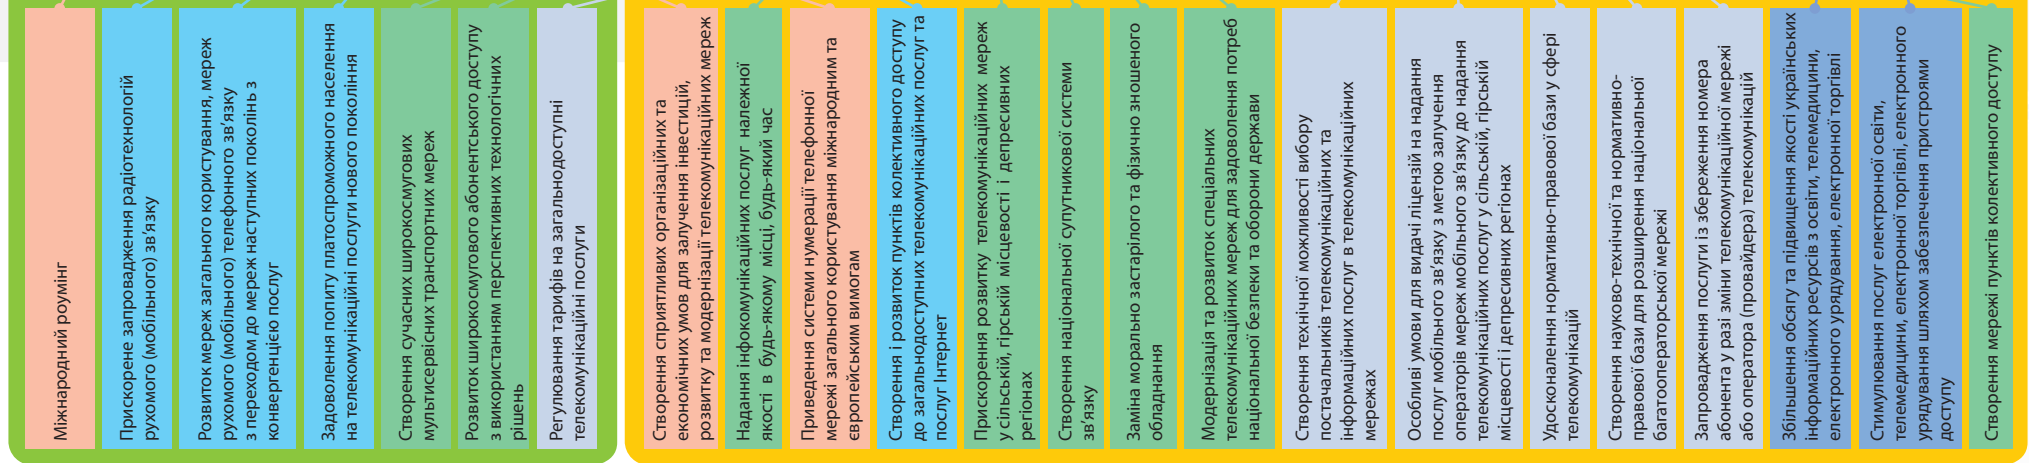 Міжнародний роумінг
Прискорене запровадження радіотехнологій
рухомого (мобільного) зв’язку
Розвиток мереж загального користування, мереж
рухомого (мобільного) телефонного зв’язку
з переходом до мереж наступних поколінь з
конвергенцією послуг
Задоволення попиту платоспроможного населення
на телекомунікаційні послуги нового покоління
Створення сучасних широкосмугових
мультисервісних транспортних мереж
Розвиток широкосмугового абонентського доступу
з використанням перспективних технологічних
рішень
Регулювання тарифів на загальнодоступні
телекомунікаційні послуги
Створення сприятливих організаційних та
економічних умов для залучення інвестицій,
розвитку та модернізації телекомунікаційних мереж
Надання інфокомунікаційних послуг належної
якості в будь-якому місці, будь-який час
Приведення системи нумерації телефонної
мережі загального користування міжнародним та
європейським вимогам
Створення і розвиток пунктів колективного доступу
до загальнодоступних телекомунікаційних послуг та
послуг Інтернет
Прискорення розвитку телекомунікаційних мереж
у сільській, гірській місцевості і депресивних
регіонах
Створення національної супутникової системи
зв’язку
Заміна морально застарілого та фізично зношеного
обладнання
Модернізація та розвиток спеціальних
телекомунікаційних мереж для задоволення потреб
національної безпеки та оборони держави
Створення технічної можливості вибору
постачальників телекомунікаційних та
інформаційних послуг в телекомунікаційних
мережах
Особливі умови для видачі ліцензій на надання
послуг мобільного зв’язку з метою залучення
операторів мереж мобільного зв’язку до надання
телекомунікаційних послуг у сільській, гірській
місцевості і депресивних регіонах
Удосконалення нормативно-правової бази у сфері
телекомунікацій
Створення науково-технічної та нормативно-
правової бази для розширення національної
багатооператорської мережі
Запровадження послуги із збереження номера
абонента у разі зміни телекомунікаційної мережі
або оператора (провайдера) телекомунікацій
Збільшення обсягу та підвищення якості українських
інформаційних ресурсів з освіти, телемедицини,
електронного урядування, електронної торгівлі
Стимулювання послуг електронної освіти,
телемедицини, електронної торгівлі, електронного
урядування шляхом забезпечення пристроями
доступу
Створення мережі пунктів колективного доступу